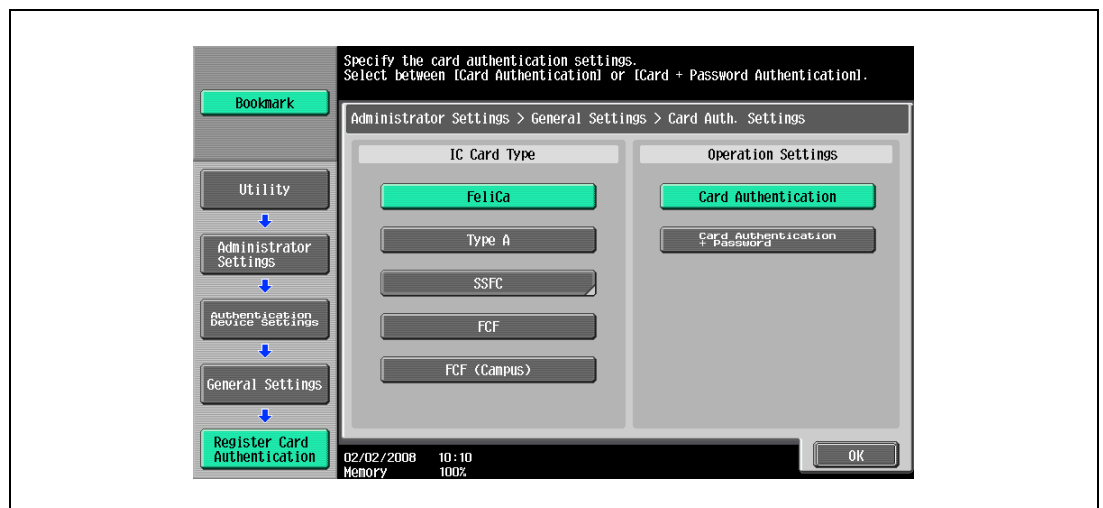 Specify the card authentication settings.
Select between [Card Authentication] or [Card + Password Authentication].
Bookmark
Administrator Settings > General Settings > Card Auth. Settings
IC Card Type
Operation Settings
Utility
FeliCa
Card Authentication
Type A
Card Authentication
+ Password
Administrator
Settings
SSFC
Authentication
Device Settings
FCF
FCF (Campus)
General Settings
Register Card
Authentication
02/02/2008 10:10
Memory 100%
OK